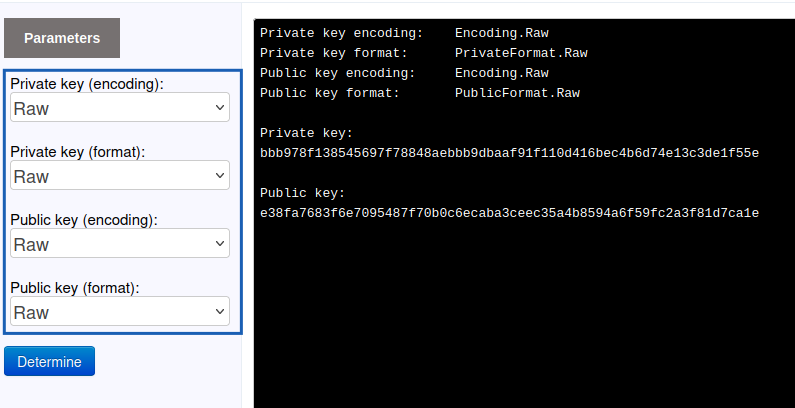 Parameters
Private key (encoding):
Raw
Private key (format):
Raw
Public key (encoding):
Raw
Public key (format):
Raw
Determine
Private key encoding:    Encoding.Raw
Private key format:      PrivateFormat.Raw
Public key encoding:     Encoding.Raw
Public key format:       PublicFormat.Raw
Private key:
bbb978f138545697f78848aebbb9dbaaf91f110d416bec4b6d74e13c3de1f55e
Public key:
e38fa7683f6e7095487f70b0c6ecaba3ceec35a4b8594a6f59fc2a3f81d7ca1e